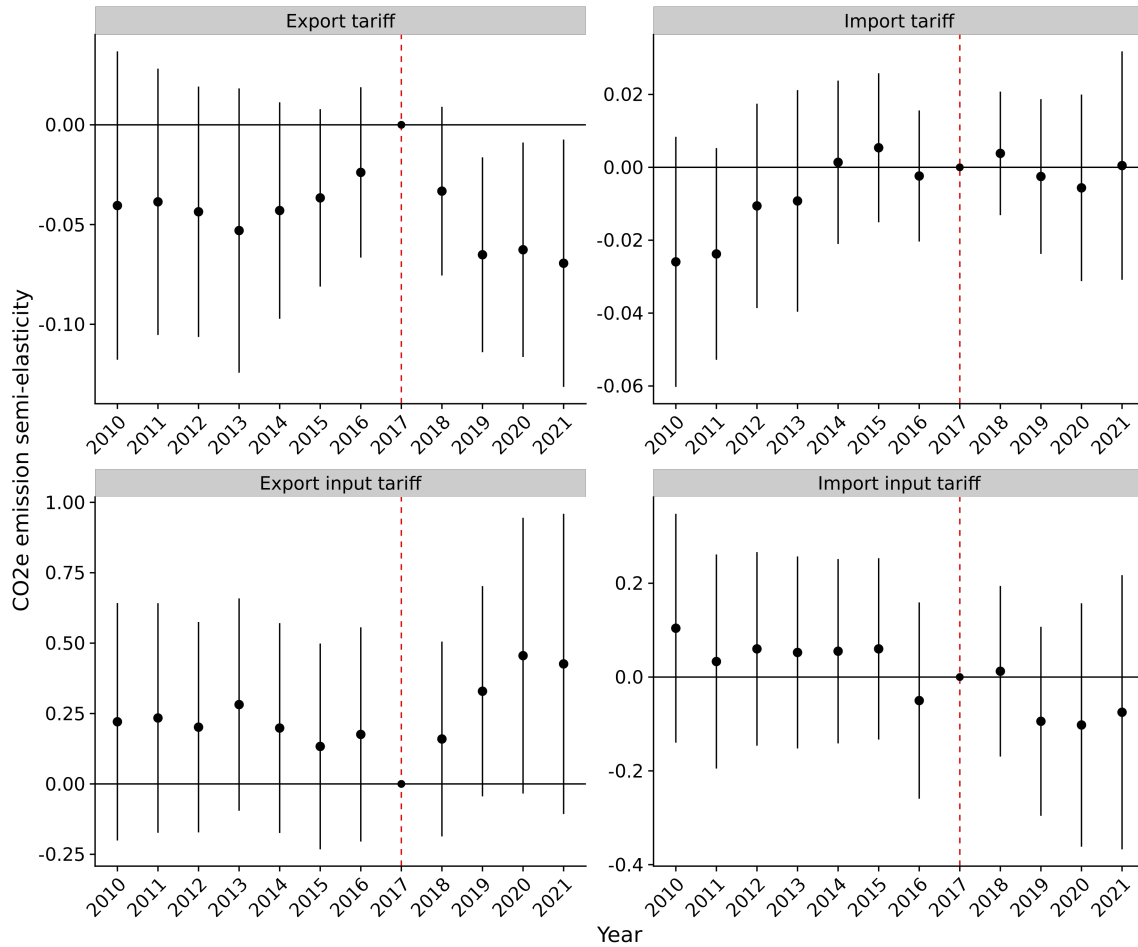 Export tariff
0.00
-0.05
-0.10
2010 2011 2012 2013 2014 2015 2016 2017 2018 2019 2020 2021
Import tariff
0.02
0.00
-0.02
-0.04
-0.06
2010 2011 2012 2013 2014 2015 2016 2017 2018 2019 2020 2021
CO2e emission semi-elasticity
Export input tariff
1.00
0.75
0.50
0.25
0.00
-0.25
2010 2011 2012 2013 2014 2015 2016 2017 2018 2019 2020 2021
Import input tariff
0.2
0.0
-0.2
-0.4
2010 2011 2012 2013 2014 2015 2016 2017 2018 2019 2020 2021
Year